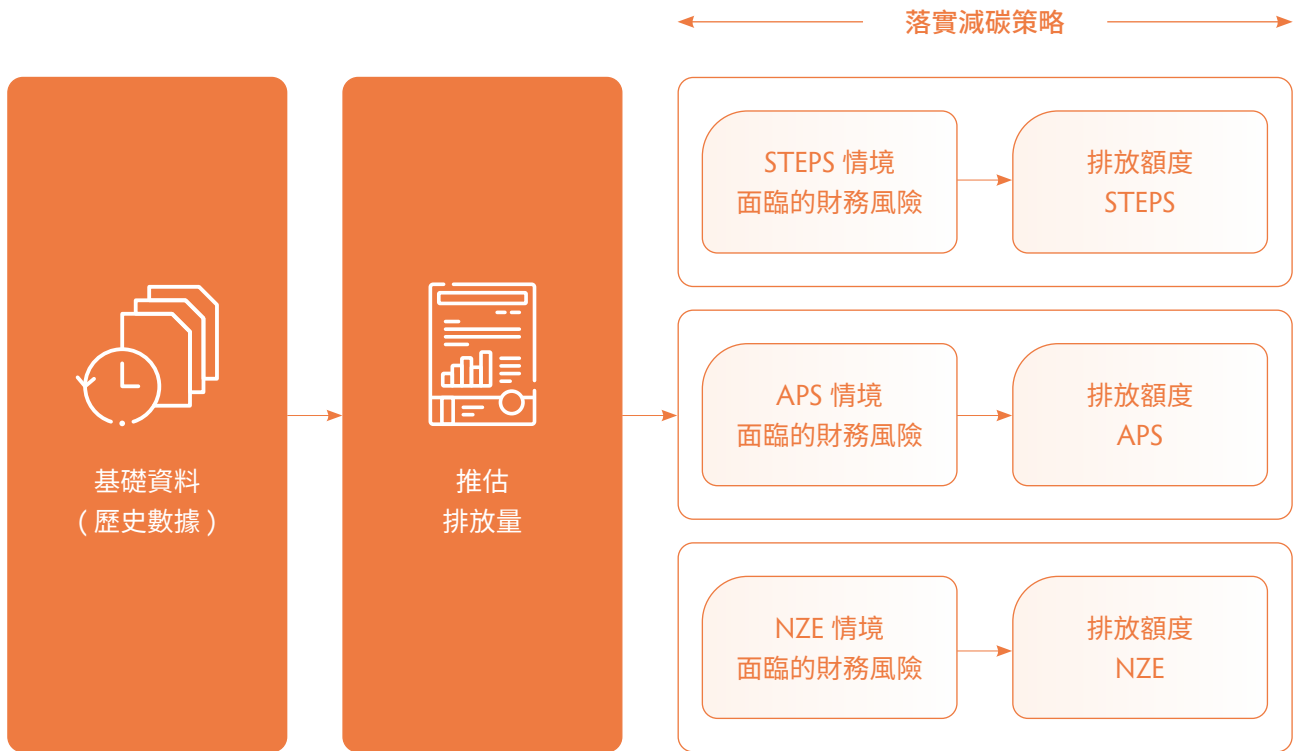 落實減碳策略
基礎資料
( 歷史數據 )
推估
排放量
STEPS 情境
面臨的財務風險
排放額度
STEPS
APS 情境
面臨的財務風險
排放額度
APS
NZE 情境
面臨的財務風險
排放額度
NZE